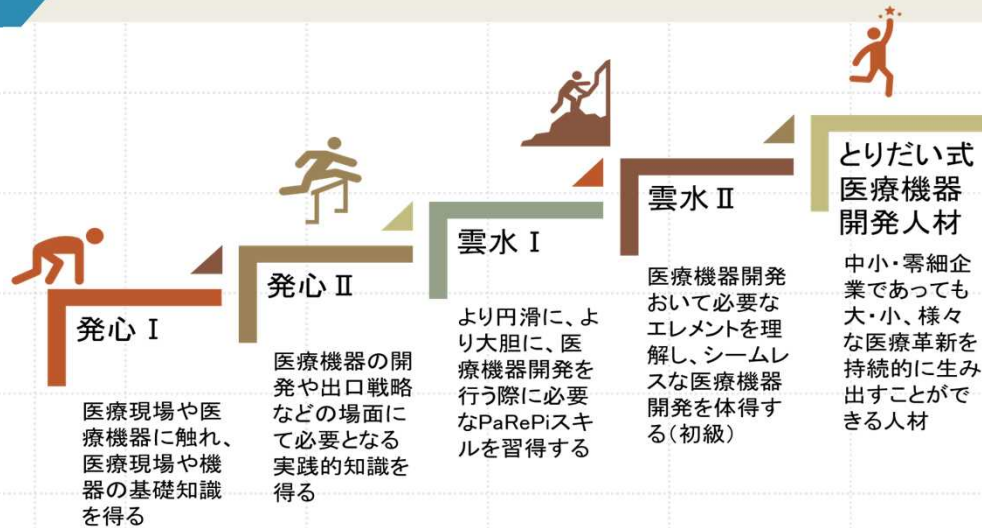 発心Ⅰ
医療現場や医
療機器に触れ、
医療現場や機
器の基礎知識
を得る
発心Ⅱ
医療機器の開
発や出口戦略
などの場面に
て必要となる
実践的知識を
得る
雲水Ⅰ
より円滑に、よ
り大胆に、医
療機器開発を
行う際に必要
なPaRePiスキ
ルを習得する
雲水Ⅱ
医療機器開発
おいて必要な
エレメントを理
解し、シームレ
スな医療機器
開発を体得す
る(初級)
とりだい式
医療機器
開発人材
中小・零細企
業であっても
大・小、様々
な医療革新を
持続的に生み
出すことがで
きる人材